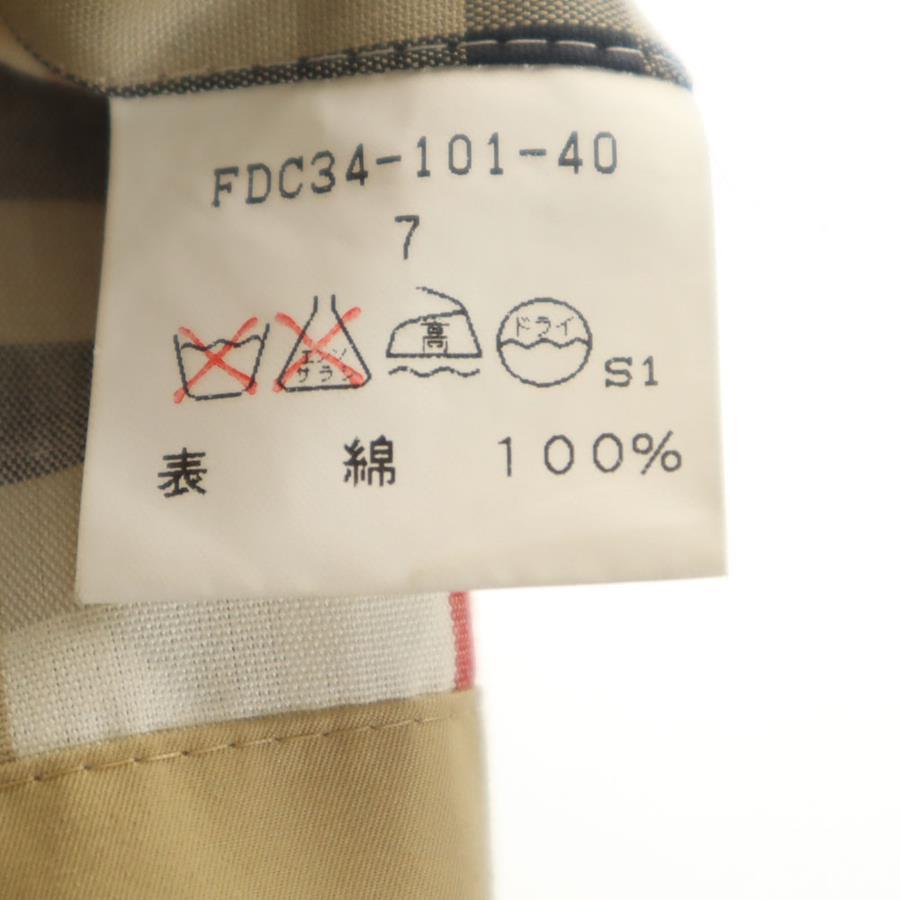 FDC34-101-40
7
エンソ
サラシ
高
ドライ
S1
表 綿 100%